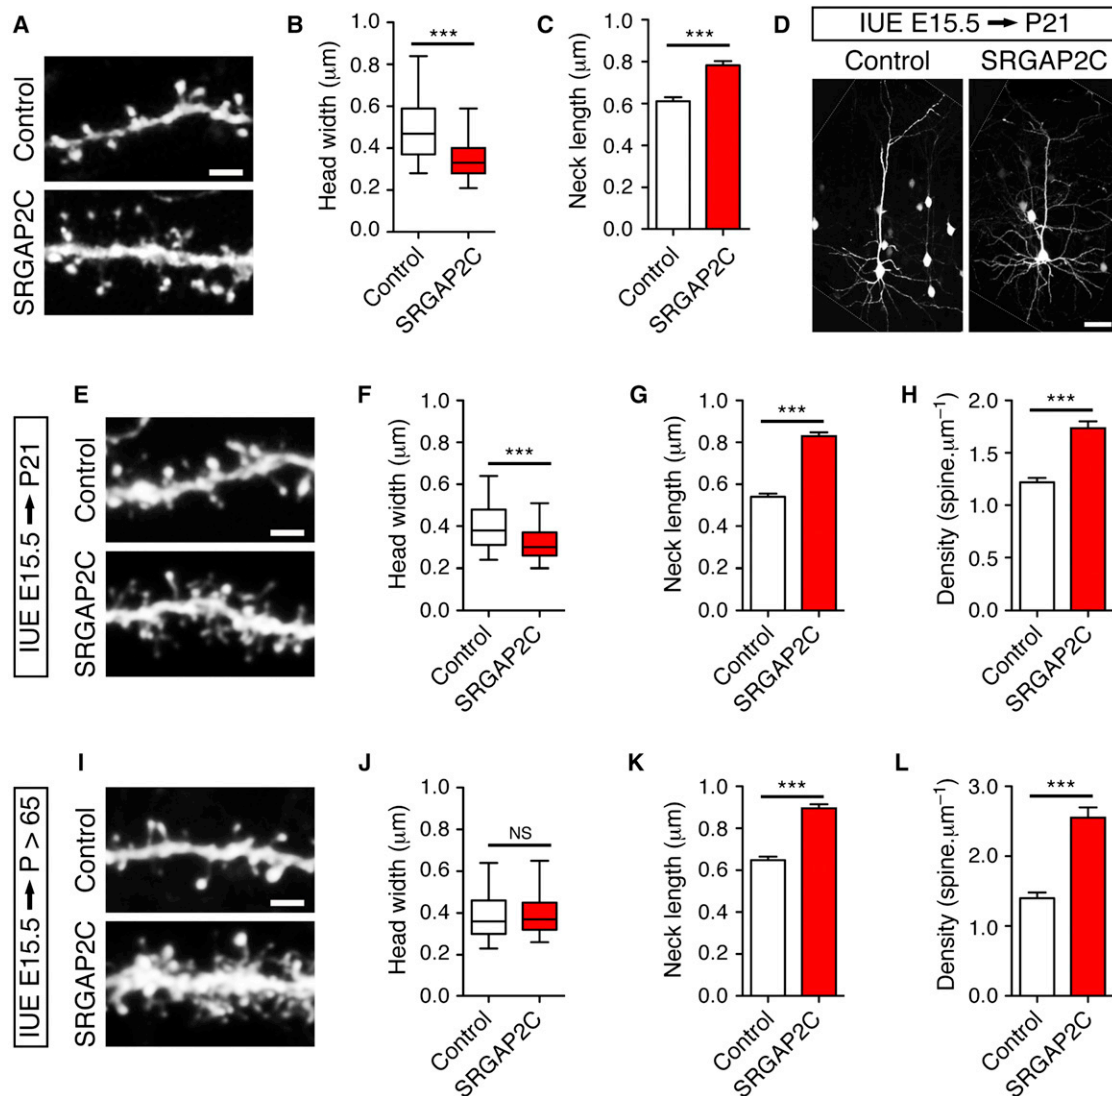 A
Control
SRGAP2C
B
***
Head width (μm)
1.0
0.8
0.6
0.4
0.2
0.0
Control
SRGAP2C
C
***
Neck length (μm)
1.0
0.8
0.6
0.4
0.2
0.0
Control
SRGAP2C
D
IUE E15.5 → P21
Control
SRGAP2C
IUE E15.5 → P21
E
Control
SRGAP2C
F
***
Head width (μm)
1.0
0.8
0.6
0.4
0.2
0.0
Control
SRGAP2C
G
***
Neck length (μm)
1.0
0.8
0.6
0.4
0.2
0.0
Control
SRGAP2C
H
***
Density (spine.μm⁻¹)
2.0
1.5
1.0
0.5
0.0
Control
SRGAP2C
IUE E15.5 → P > 65
I
Control
SRGAP2C
J
NS
Head width (μm)
1.0
0.8
0.6
0.4
0.2
0.0
Control
SRGAP2C
K
***
Neck length (μm)
1.0
0.8
0.6
0.4
0.2
0.0
Control
SRGAP2C
L
***
Density (spine.μm⁻¹)
3.0
2.0
1.0
0.0
Control
SRGAP2C